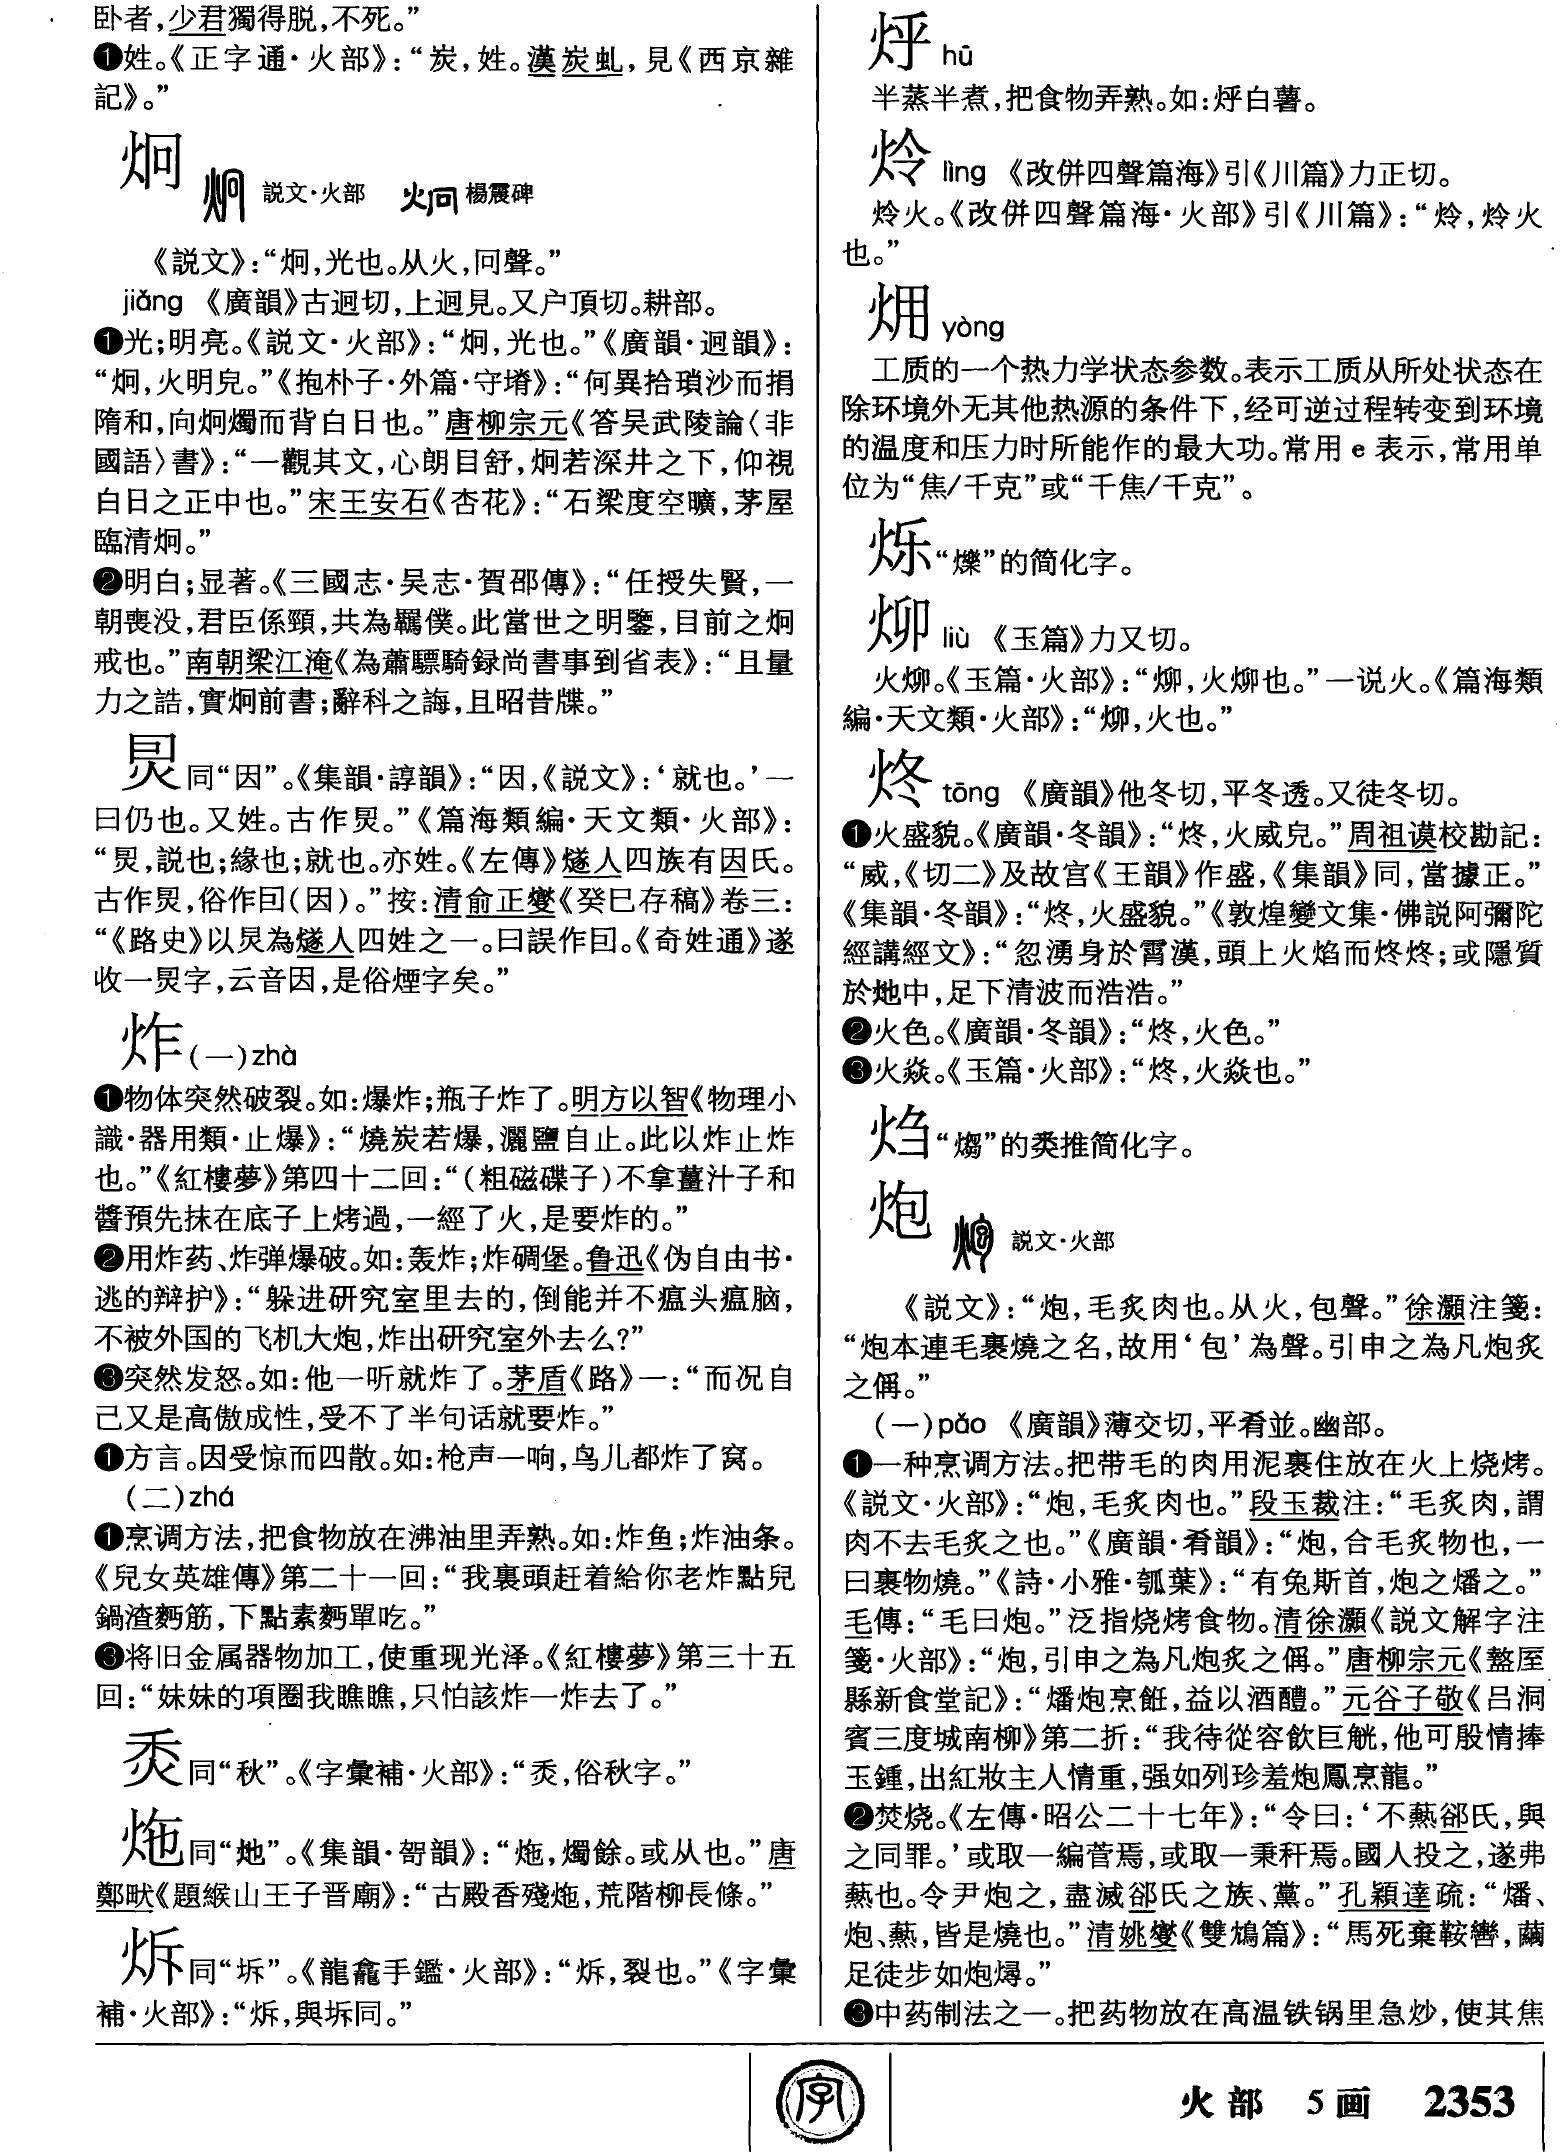 卧者，少君獨得脱，不死。”
❶姓。《正字通·火部》：“炭，姓。漢炭虬，見《西京雜
記》。”
炯
説文·火部 楊震碑
《説文》：“炯，光也。从火，冋聲。”
jiǒng 《廣韻》古迥切，上迥見。又户頂切。耕部。
❶光；明亮。《説文·火部》：“炯，光也。”《廣韻·迥韻》：
“炯，火明皃。”《抱朴子·外篇·守塉》：“何異拾瑣沙而捐
隋和，向炯燭而背白日也。”唐柳宗元《答吴武陵論〈非
國語〉書》：“一觀其文，心朗目舒，炯若深井之下，仰視
白日之正中也。”宋王安石《杏花》：“石梁度空曠，茅屋
臨清炯。”
❷明白；显著。《三國志·吴志·賀邵傳》：“任授失賢，一
朝喪没，君臣係頸，共為羈僕。此當世之明鑒，目前之炯
戒也。”南朝梁江淹《為蕭驃騎録尚書事到省表》：“且量
力之誥，實炯前書；辭科之誨，且昭昔牒。”
炅同“因”。《集韻·諄韻》：“因，《説文》：‘就也。’一
曰仍也。又姓。古作炅。”《篇海類編·天文類·火部》：
“炅，説也；緣也；就也。亦姓。《左傳》燧人四族有因氏。
古作炅，俗作囙（因）。”按：清俞正燮《癸巳存稿》卷三：
“《路史》以炅為燧人四姓之一。曰誤作囙。《奇姓通》遂
收一炅字，云音因，是俗煙字矣。”
炸（一）zhà
❶物体突然破裂。如：爆炸；瓶子炸了。明方以智《物理小
識·器用類·止爆》：“燒炭若爆，灑鹽自止。此以炸止炸
也。”《紅樓夢》第四十二回：“（粗磁碟子）不拿薑汁子和
醬預先抹在底子上烤過，一經了火，是要炸的。”
❷用炸药、炸弹爆破。如：轰炸；炸碉堡。鲁迅《伪自由书·
逃的辩护》：“躲进研究室里去的，倒能并不瘟头瘟脑，
不被外国的飞机大炮，炸出研究室外去么？”
❸突然发怒。如：他一听就炸了。茅盾《路》一：“而况自
己又是高傲成性，受不了半句话就要炸。”
❶方言。因受惊而四散。如：枪声一响，鸟儿都炸了窝。
（二）zhá
❶烹调方法，把食物放在沸油里弄熟。如：炸鱼；炸油条。
《兒女英雄傳》第二十一回：“我裏頭赶着給你老炸點兒
鍋渣麪筋，下點素麪單吃。”
❸将旧金属器物加工，使重现光泽。《紅樓夢》第三十五
回：“妹妹的項圈我瞧瞧，只怕該炸一炸去了。”
秂同“秋”。《字彙補·火部》：“秂，俗秋字。”
炧同“灺”。《集韻·哿韻》：“炧，燭餘。或从也。”唐
鄭畋《題緱山王子晋廟》：“古殿香殘炧，荒階柳長條。”
㶿同“坼”。《龍龕手鑑·火部》：“㶿，裂也。”《字彙
補·火部》：“㶿，與坼同。”
烀 hū
半蒸半煮，把食物弄熟。如：烀白薯。
炩 lìng 《改併四聲篇海》引《川篇》力正切。
炩火。《改併四聲篇海·火部》引《川篇》：“炩，炩火
也。”
㶲 yòng
工质的一个热力学状态参数。表示工质从所处状态在
除环境外无其他热源的条件下，经可逆过程转变到环境
的温度和压力时所能作的最大功。常用 e 表示，常用单
位为“焦/千克”或“千焦/千克”。
烁“爍”的简化字。
㶯 liù 《玉篇》力又切。
火㶯。《玉篇·火部》：“㶯，火㶯也。”一说火。《篇海類
編·天文類·火部》：“㶯，火也。”
炵 tōng 《廣韻》他冬切，平冬透。又徒冬切。
❶火盛貌。《廣韻·冬韻》：“炵，火威皃。”周祖谟校勘記：
“威，《切二》及故宫《王韻》作盛，《集韻》同，當據正。”
《集韻·冬韻》：“炵，火盛貌。”《敦煌變文集·佛説阿彌陀
經講經文》：“忽湧身於霄漢，頭上火焰而炵炵；或隱質
於灺中，足下清波而浩浩。”
❷火色。《廣韻·冬韻》：“炵，火色。”
❸火焱。《玉篇·火部》：“炵，火焱也。”
㶶“煼”的类推简化字。
炮
説文·火部
《説文》：“炮，毛炙肉也。从火，包聲。”徐灝注箋：
“炮本連毛裹燒之名，故用‘包’為聲。引申之為凡炮炙
之偁。”
（一）páo 《廣韻》薄交切，平肴並。幽部。
❶一种烹调方法。把带毛的肉用泥裹住放在火上烧烤。
《説文·火部》：“炮，毛炙肉也。”段玉裁注：“毛炙肉，謂
肉不去毛炙之也。”《廣韻·肴韻》：“炮，合毛炙物也，一
曰裹物燒。”《詩·小雅·瓠葉》：“有兔斯首，炮之燔之。”
毛傳：“毛曰炮。”泛指烧烤食物。清徐灝《説文解字注
箋·火部》：“炮，引申之為凡炮炙之偁。”唐柳宗元《盩厔
縣新食堂記》：“燔炮烹飪，益以酒醴。”元谷子敬《吕洞
賓三度城南柳》第二折：“我待從容飲巨觥，他可殷情捧
玉鍾，出紅妝主人情重，强如列珍羞炮鳳烹龍。”
❷焚烧。《左傳·昭公二十七年》：“令曰：‘不爇郤氏，與
之同罪。’或取一編菅焉，或取一秉秆焉。國人投之，遂弗
爇也。令尹炮之，盡滅郤氏之族、黨。”孔穎達疏：“燔、
炮、爇，皆是燒也。”清姚燮《雙鴆篇》：“馬死棄鞍轡，繭
足徒步如炮燖。”
❸中药制法之一。把药物放在高温铁锅里急炒，使其焦
字
火部 5画 2353